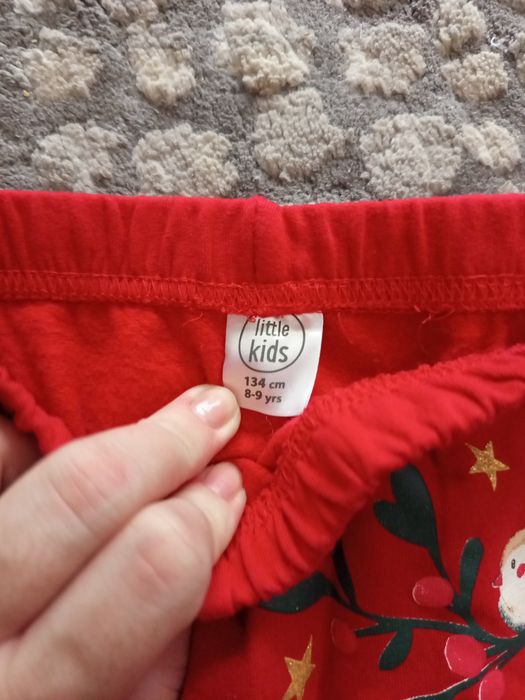 little
kids
134 cm
8-9 yrs